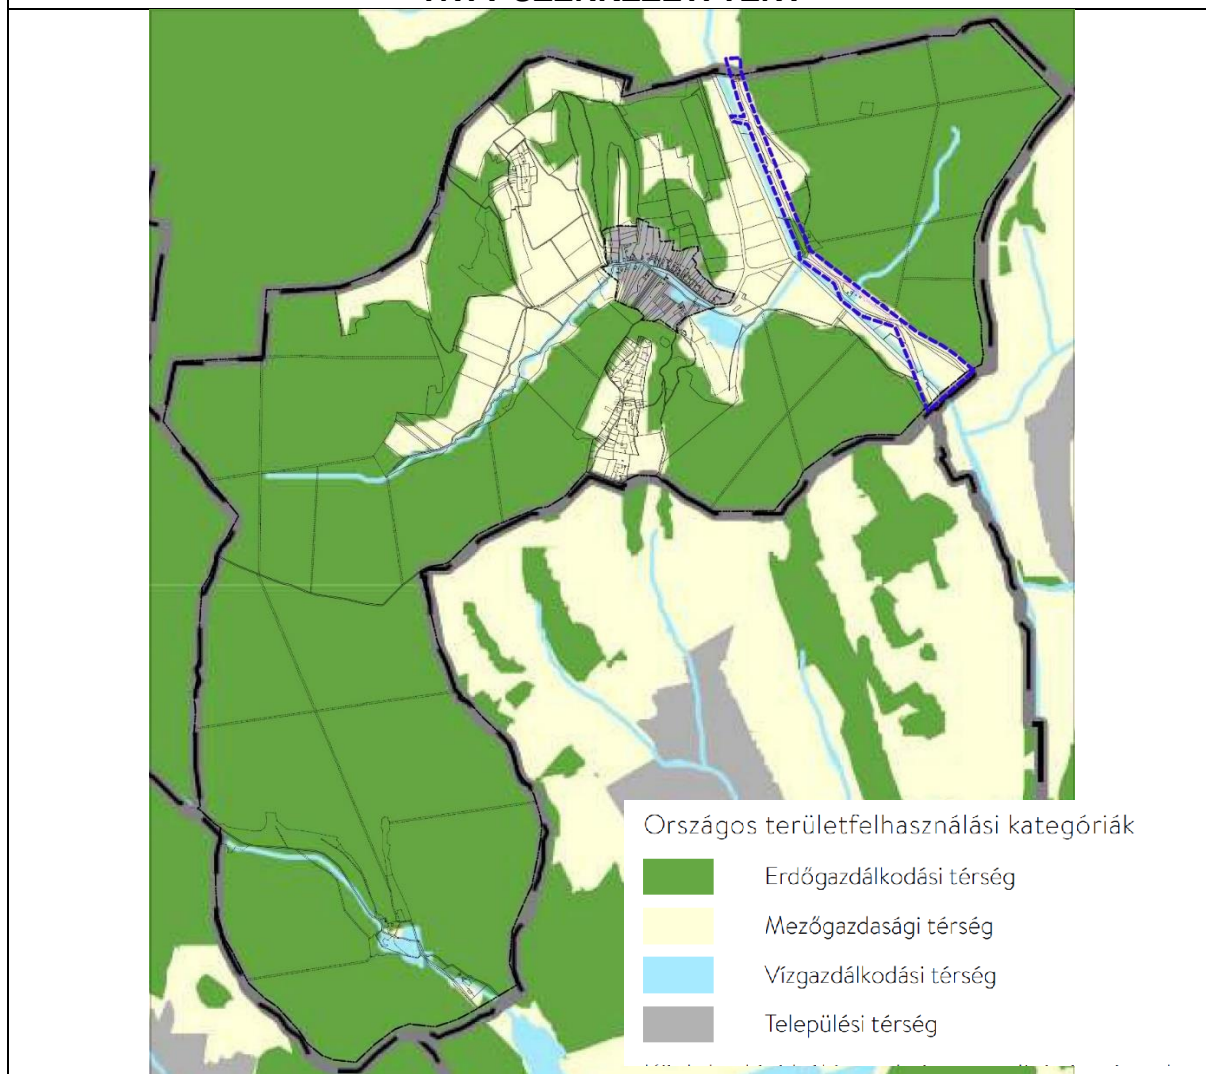 Országos területfelhasználási kategóriák
Erdőgazdálkodási térség
Mezőgazdasági térség
Vízgazdálkodási térség
Települési térség